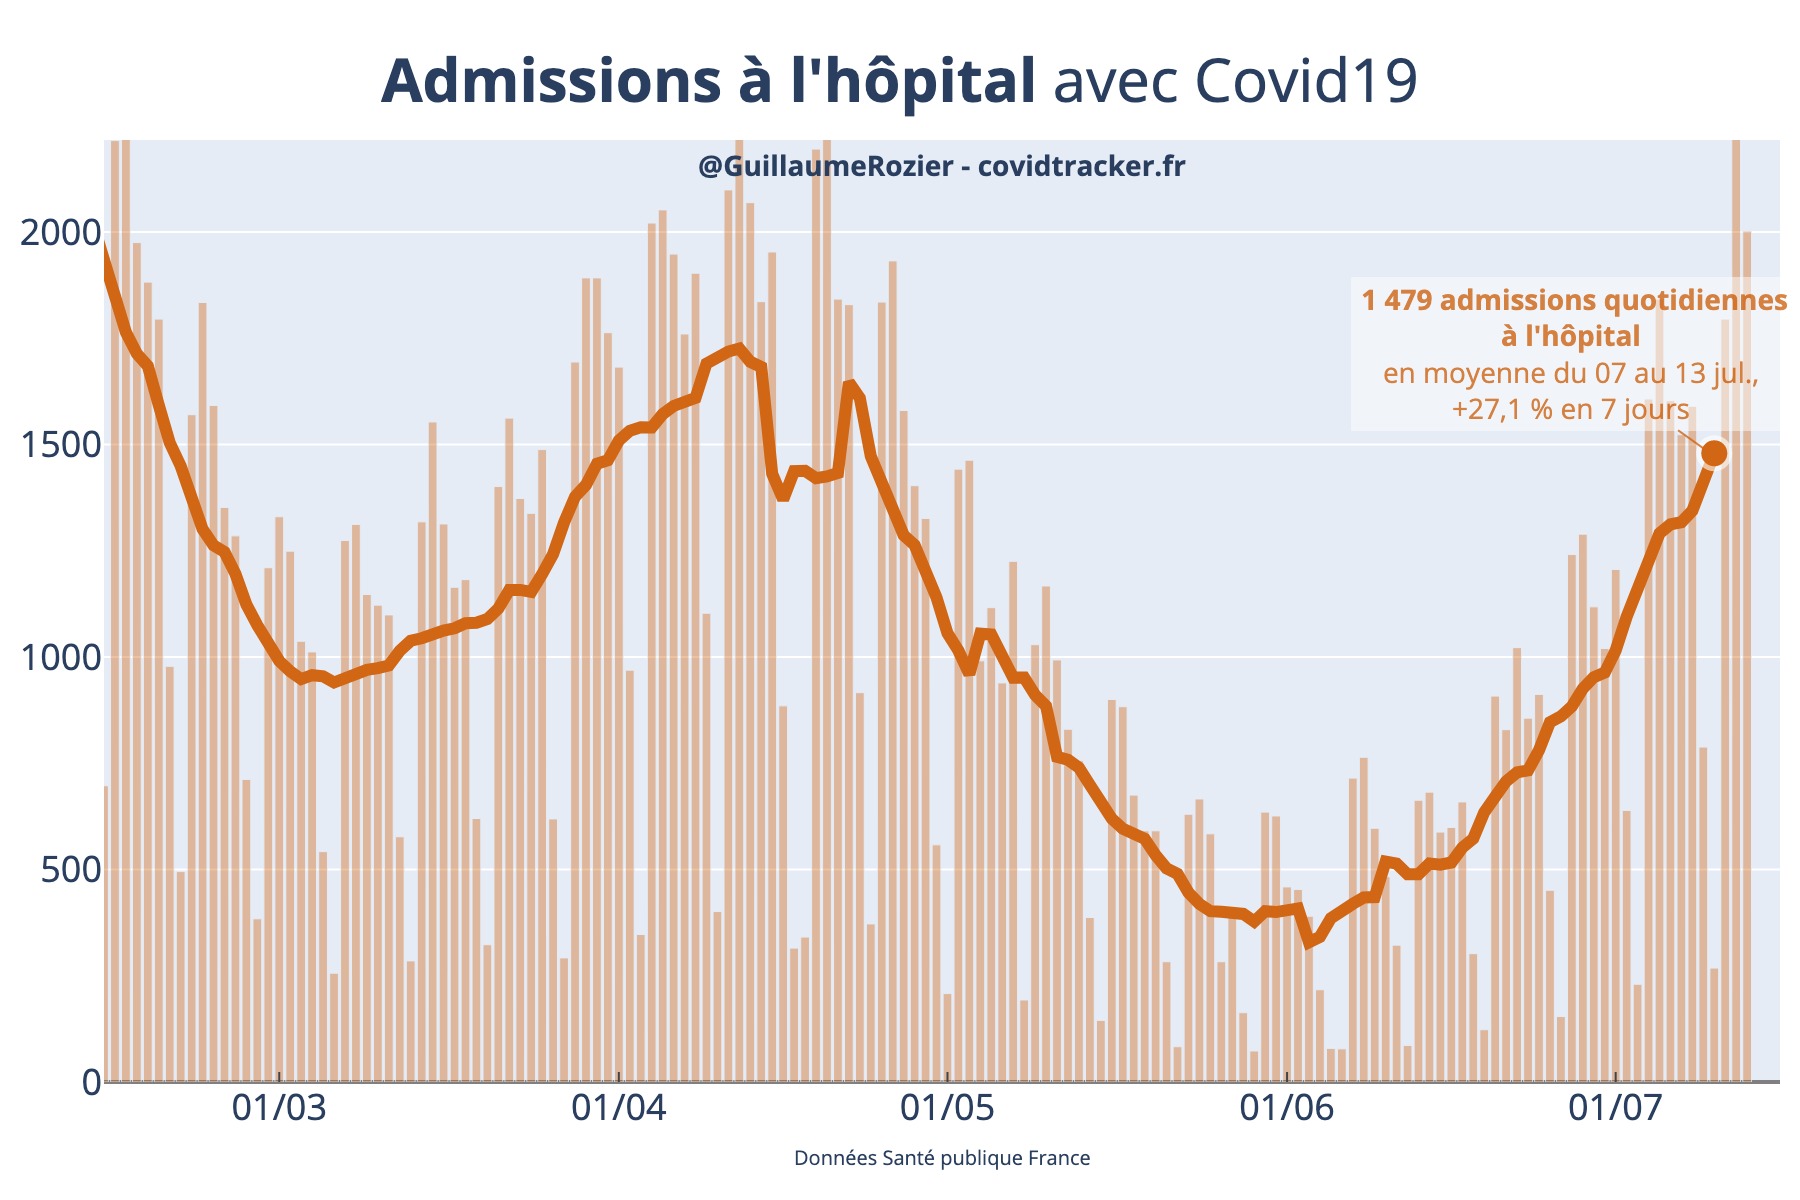 Admissions à l'hôpital avec Covid19
@GuillaumeRozier - covidtracker.fr
2000
1500
1000
500
0
1 479 admissions quotidiennes
à l'hôpital
en moyenne du 07 au 13 jul.,
+27,1 % en 7 jours
01/03
01/04
01/05
01/06
01/07
Données Santé publique France